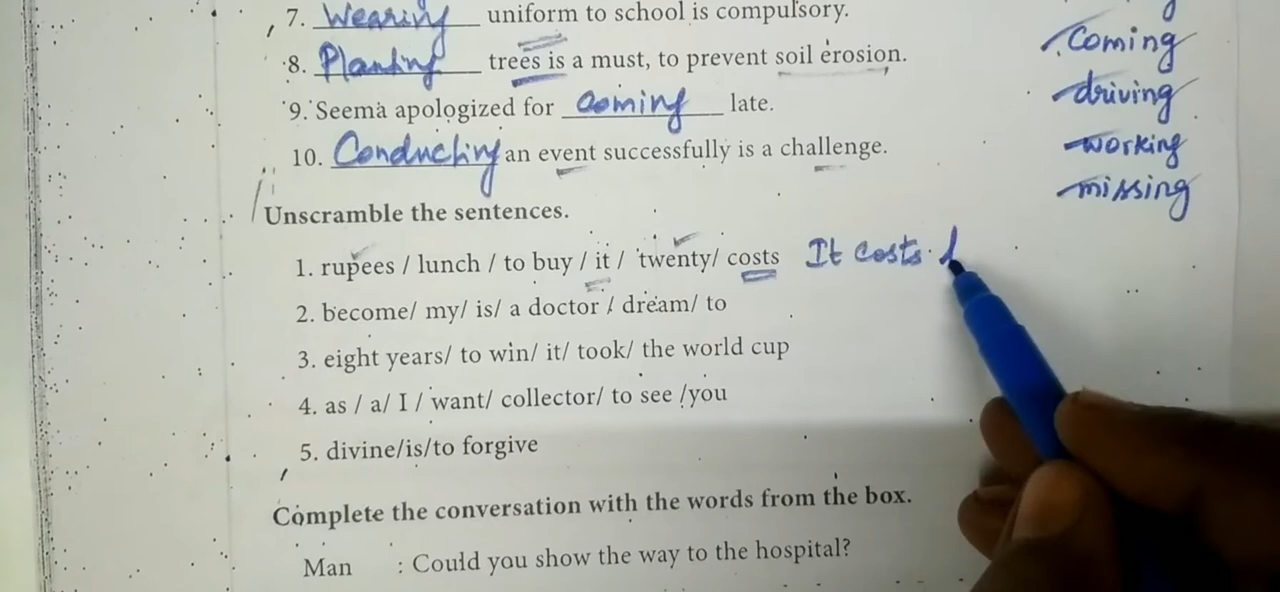 7. Wearing uniform to school is compulsory.
8. Planting trees is a must, to prevent soil erosion.
9. Seema apologized for coming late.
10. Conducting an event successfully is a challenge.
Coming
driving
working
missing
Unscramble the sentences.
1. rupees / lunch / to buy / it / twenty/ costs It costs
2. become/ my/ is/ a doctor / dream/ to
3. eight years/ to win/ it/ took/ the world cup
4. as / a/ I / want/ collector/ to see /you
5. divine/is/to forgive
Complete the conversation with the words from the box.
Man : Could you show the way to the hospital?